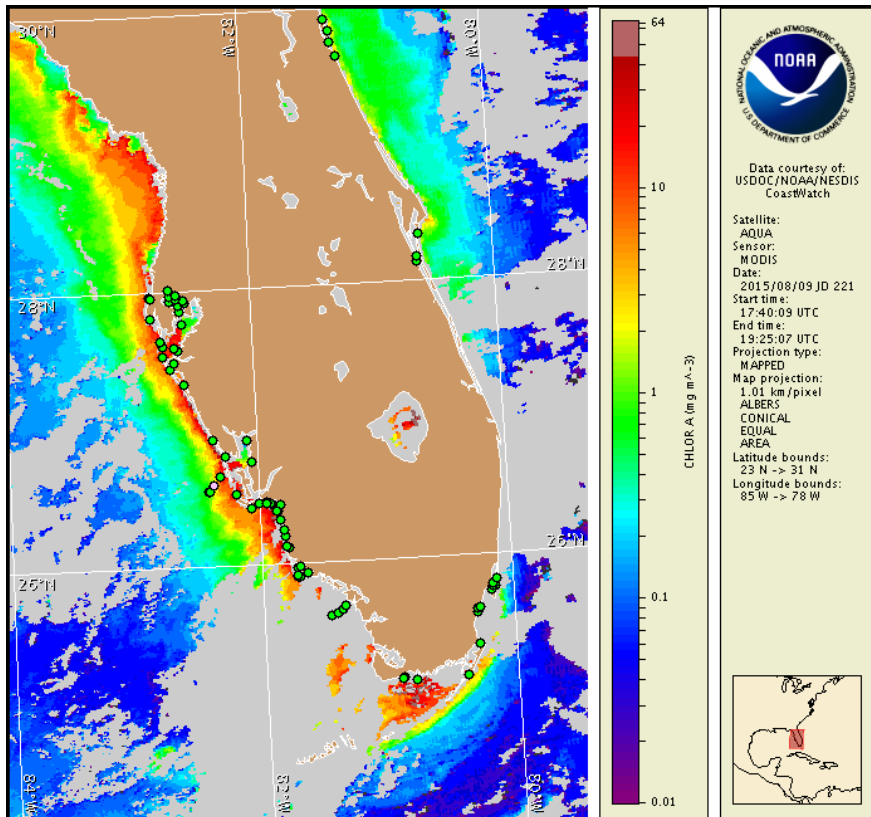 30°N
82°W
80°W
28°N
28°N
26°N
26°N
84°W
82°W
80°W
64
10
1
0.1
0.01
CHLOR A (mg m^-3)
NATIONAL OCEANIC AND ATMOSPHERIC ADMINISTRATION
NOAA
U.S. DEPARTMENT OF COMMERCE
Data courtesy of:
USDOC/NOAA/NESDIS
CoastWatch
Satellite:
AQUA
Sensor:
MODIS
Date:
2015/08/09 JD 221
Start time:
17:40:09 UTC
End time:
19:25:07 UTC
Projection type:
MAPPED
Map projection:
1.01 km/pixel
ALBERS
CONICAL
EQUAL
AREA
Latitude bounds:
23 N -> 31 N
Longitude bounds:
85 W -> 78 W